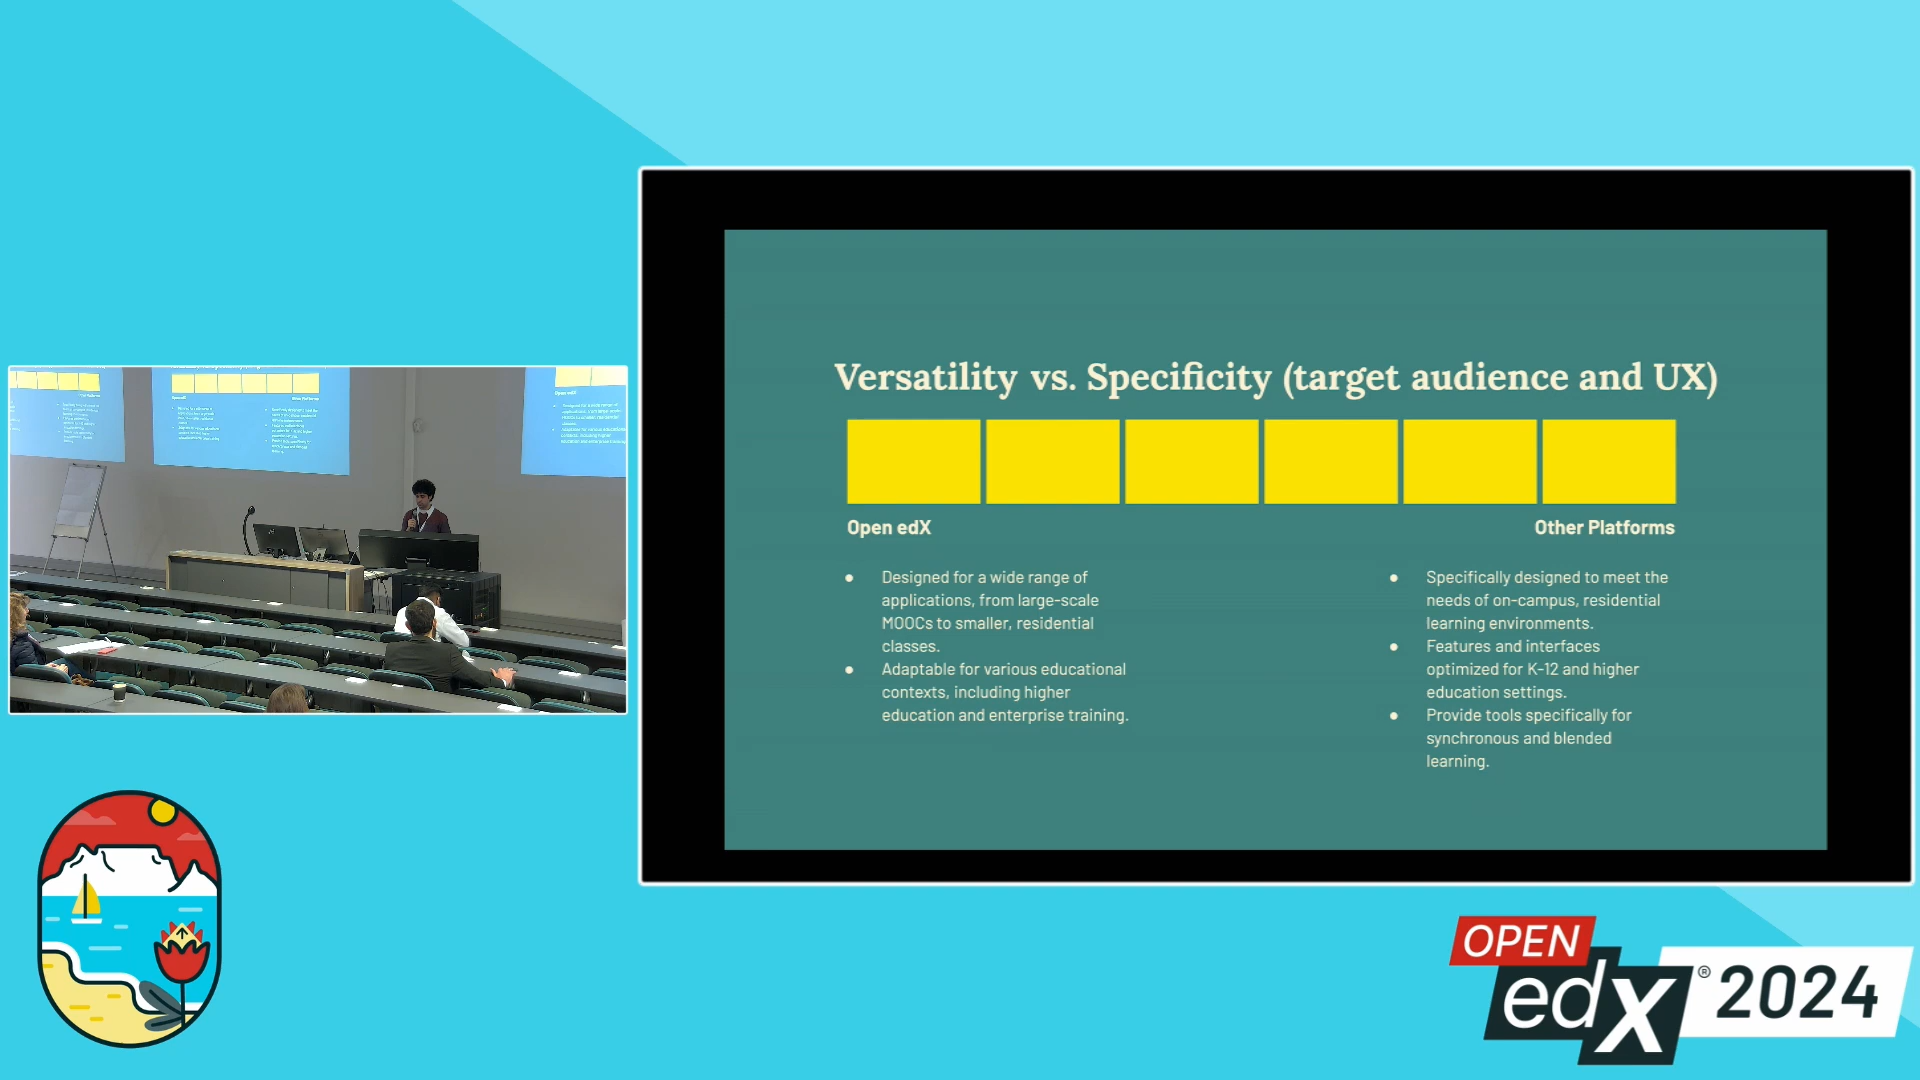 Versatility vs. Specificity (target audience and UX)
Open edX
Other Platforms
● Designed for a wide range of
applications, from large-scale
MOOCs to smaller, residential
classes.
● Adaptable for various educational
contexts, including higher
education and enterprise training.
● Specifically designed to meet the
needs of on-campus, residential
learning environments.
● Features and interfaces
optimized for K-12 and higher
education settings.
● Provide tools specifically for
synchronous and blended
learning.
OPEN
edX® 2024